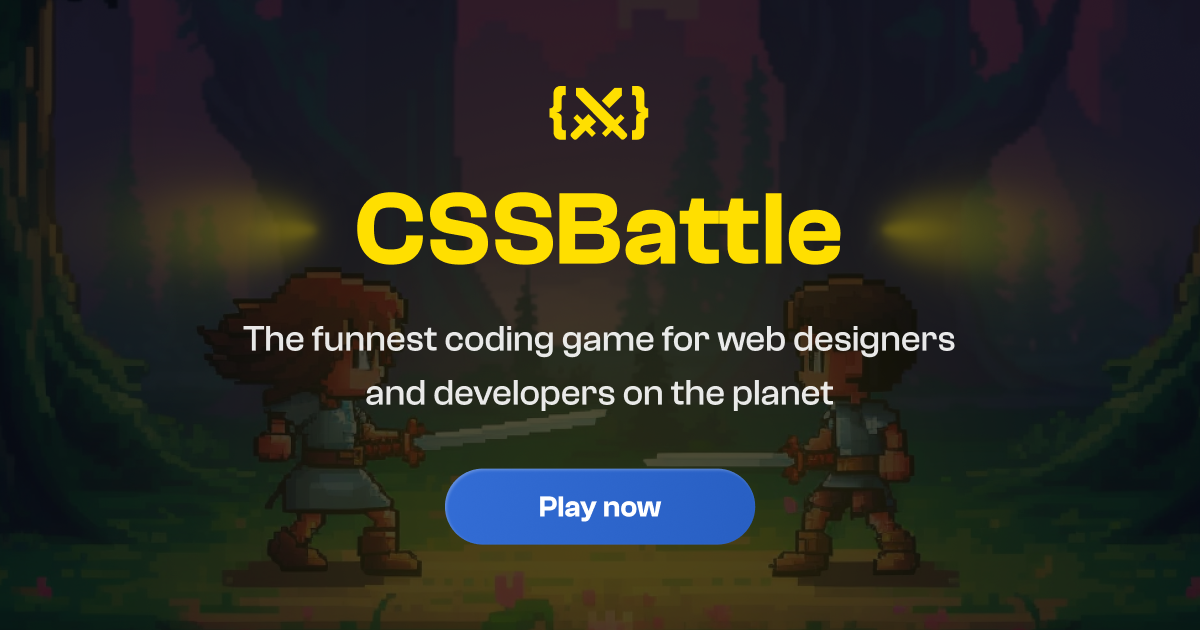 CSSBattle
The funnest coding game for web designers
and developers on the planet
Play now